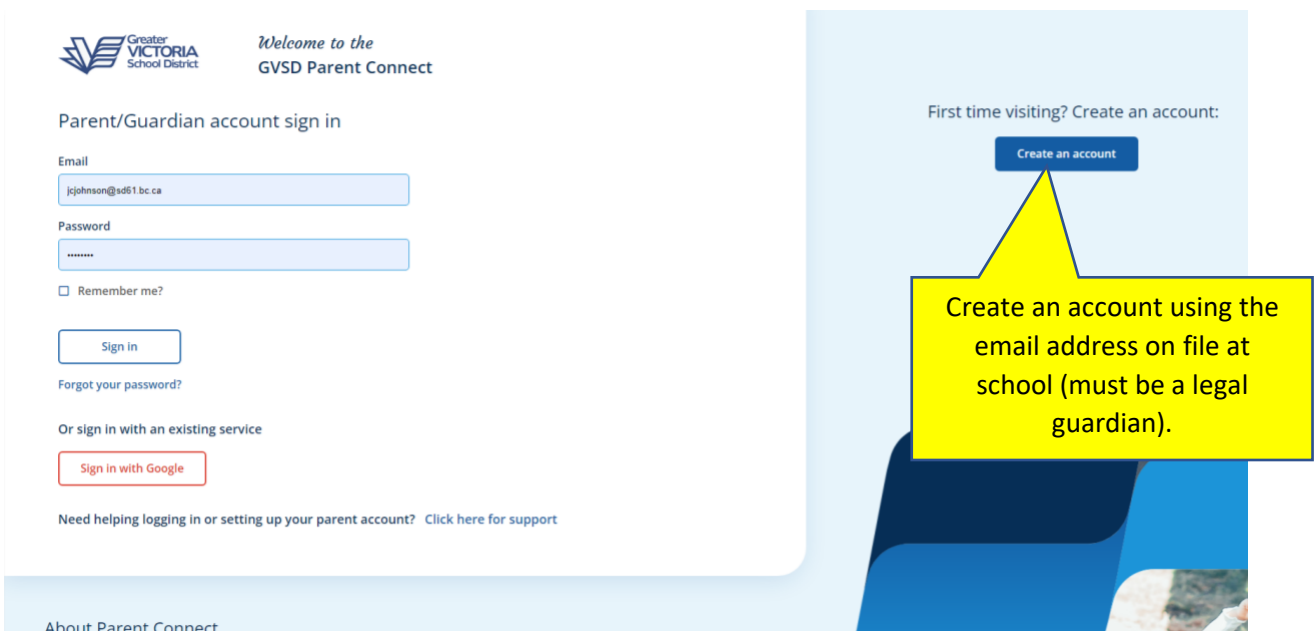 Greater
VICTORIA
School District
Welcome to the
GVSD Parent Connect
Parent/Guardian account sign in
Email
jcjohnson@sd61.bc.ca
Password
••••••••
Remember me?
Sign in
Forgot your password?
Or sign in with an existing service
Sign in with Google
Need helping logging in or setting up your parent account? Click here for support
About Parent Connect
First time visiting? Create an account:
Create an account
Create an account using the
email address on file at
school (must be a legal
guardian).